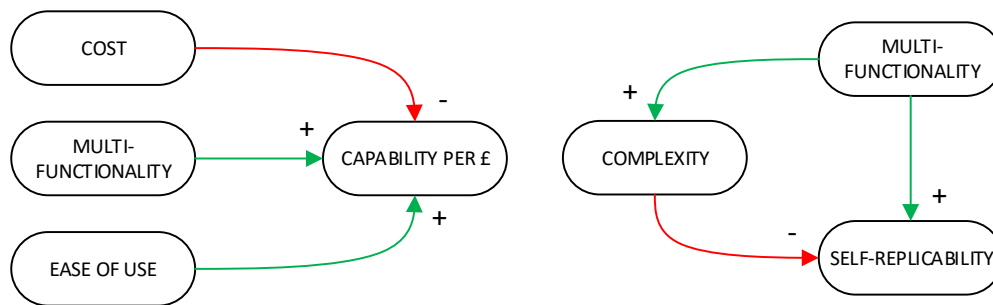 COST
-
MULTI-
FUNCTIONALITY
+
CAPABILITY PER £
EASE OF USE
+
MULTI-
FUNCTIONALITY
+
COMPLEXITY
+
-
SELF-REPLICABILITY